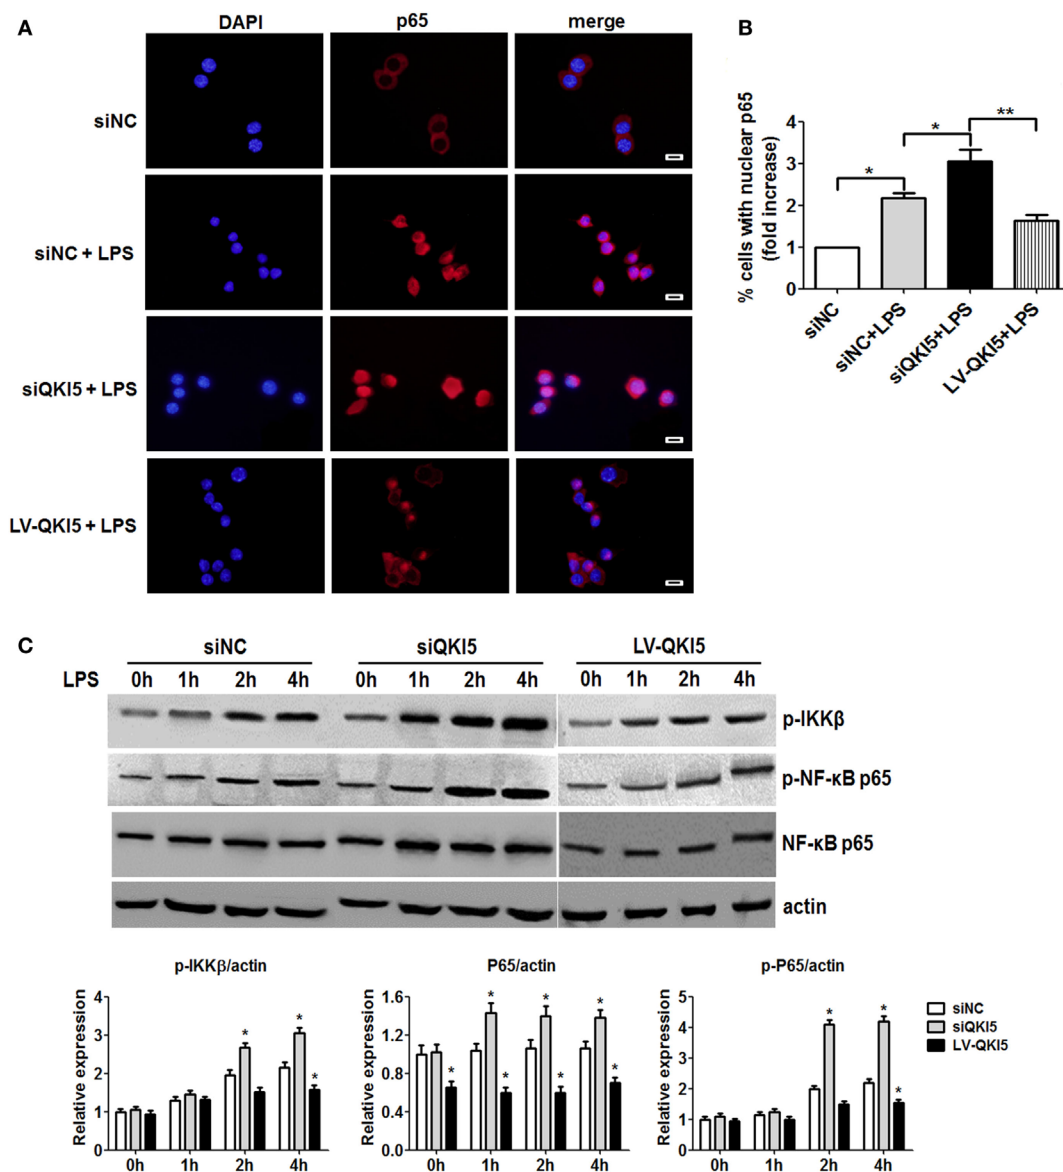 A
DAPI p65 merge
siNC
siNC + LPS
siQKI5 + LPS
LV-QKI5 + LPS
B
% cells with nuclear p65
(fold increase)
4
3
2
1
0
*
*
**
siNC
siNC+LPS
siQKI5+LPS
LV-QKI5+LPS
C
siNC siQKI5 LV-QKI5
LPS 0h 1h 2h 4h 0h 1h 2h 4h 0h 1h 2h 4h
p-IKKβ
p-NF-κB p65
NF-κB p65
actin
p-IKKβ/actin
Relative expression
4
3
2
1
0
* * *
0h 1h 2h 4h
P65/actin
Relative expression
1.6
1.2
0.8
0.4
0.0
* * * * * * *
0h 1h 2h 4h
p-P65/actin
Relative expression
5
4
3
2
1
0
* * *
0h 1h 2h 4h
siNC
siQKI5
LV-QKI5